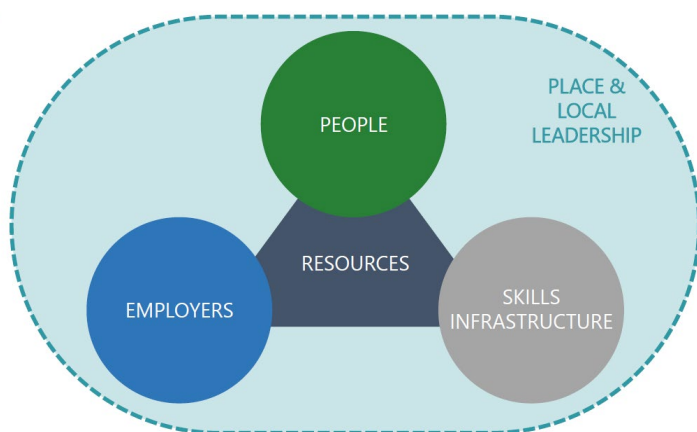 PEOPLE
PLACE &
LOCAL
LEADERSHIP
RESOURCES
EMPLOYERS
SKILLS
INFRASTRUCTURE